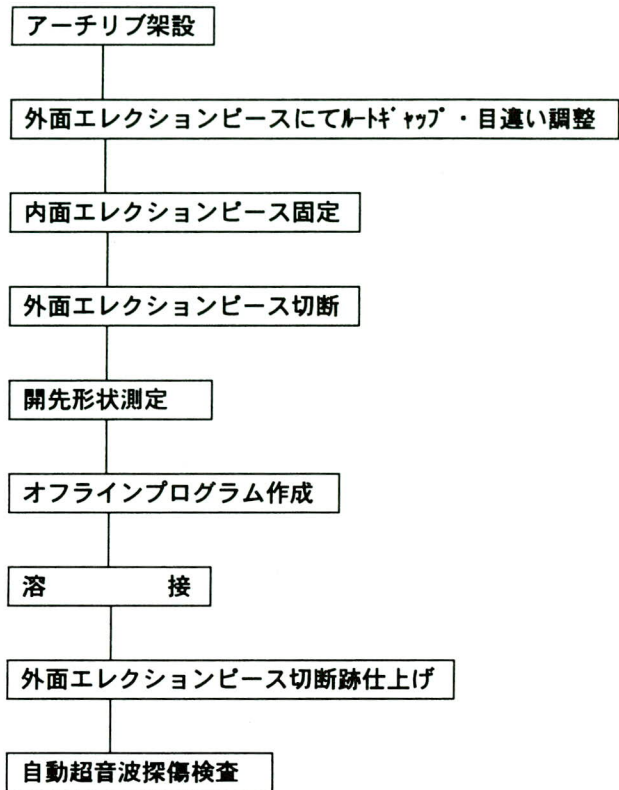 アーチリブ架設
外面エレクションピースにてﾙｰﾄｷﾞｬｯﾌﾟ・目違い調整
内面エレクションピース固定
外面エレクションピース切断
開先形状測定
オフラインプログラム作成
溶　　　　接
外面エレクションピース切断跡仕上げ
自動超音波探傷検査